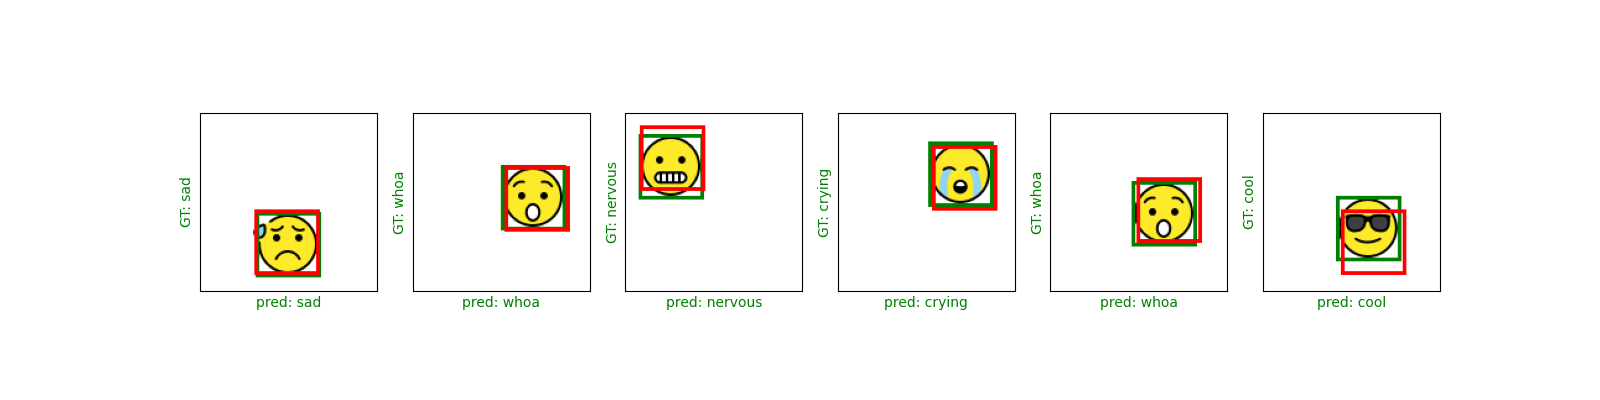 GT: sad
pred: sad
GT: whoa
pred: whoa
GT: nervous
pred: nervous
GT: crying
pred: crying
GT: whoa
pred: whoa
GT: cool
pred: cool